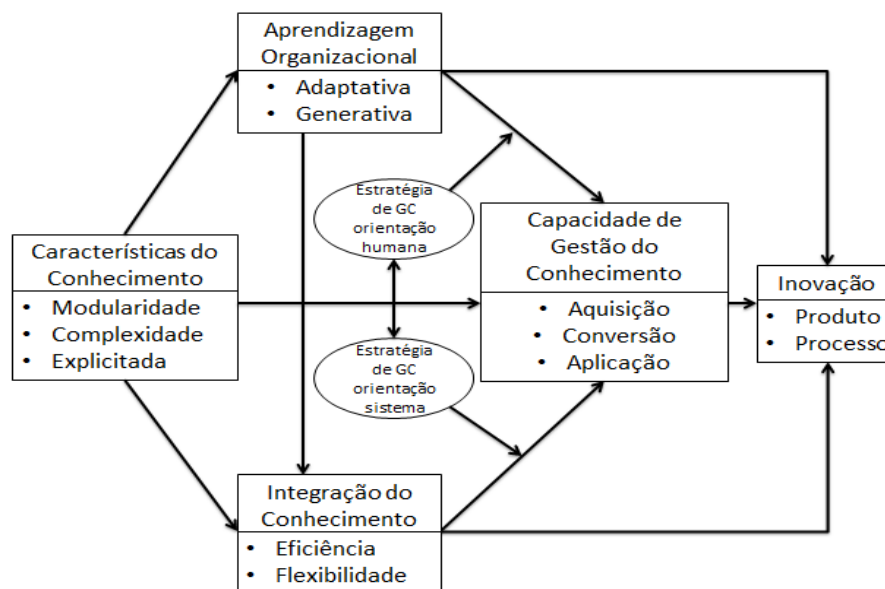 Aprendizagem
Organizacional
• Adaptativa
• Generativa
Estratégia
de GC
orientação
humana
Características do
Conhecimento
• Modularidade
• Complexidade
• Explicitada
Capacidade de
Gestão do
Conhecimento
• Aquisição
• Conversão
• Aplicação
Inovação
• Produto
• Processo
Estratégia
de GC
orientação
sistema
Integração do
Conhecimento
• Eficiência
• Flexibilidade